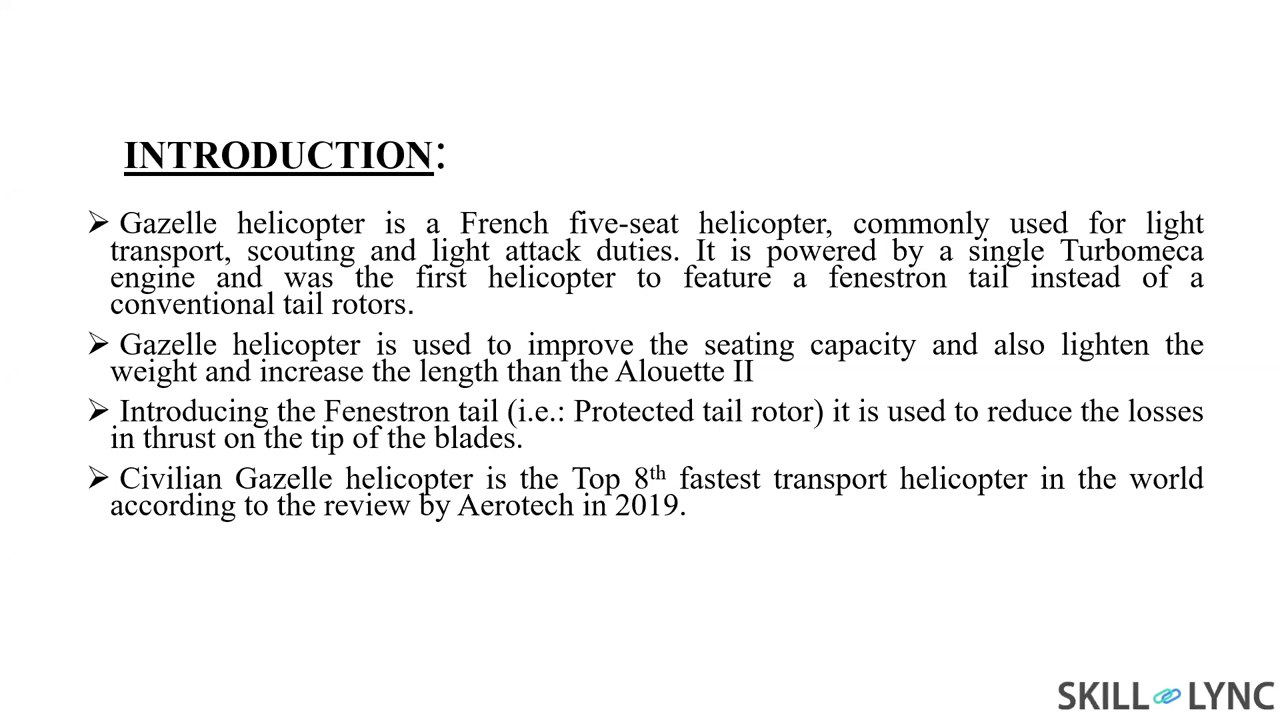 INTRODUCTION:
➢ Gazelle helicopter is a French five-seat helicopter, commonly used for light
transport, scouting and light attack duties. It is powered by a single Turbomeca
engine and was the first helicopter to feature a fenestron tail instead of a
conventional tail rotors.
➢ Gazelle helicopter is used to improve the seating capacity and also lighten the
weight and increase the length than the Alouette II
➢ Introducing the Fenestron tail (i.e.: Protected tail rotor) it is used to reduce the losses
in thrust on the tip of the blades.
➢ Civilian Gazelle helicopter is the Top 8th fastest transport helicopter in the world
according to the review by Aerotech in 2019.
SKILL LYNC